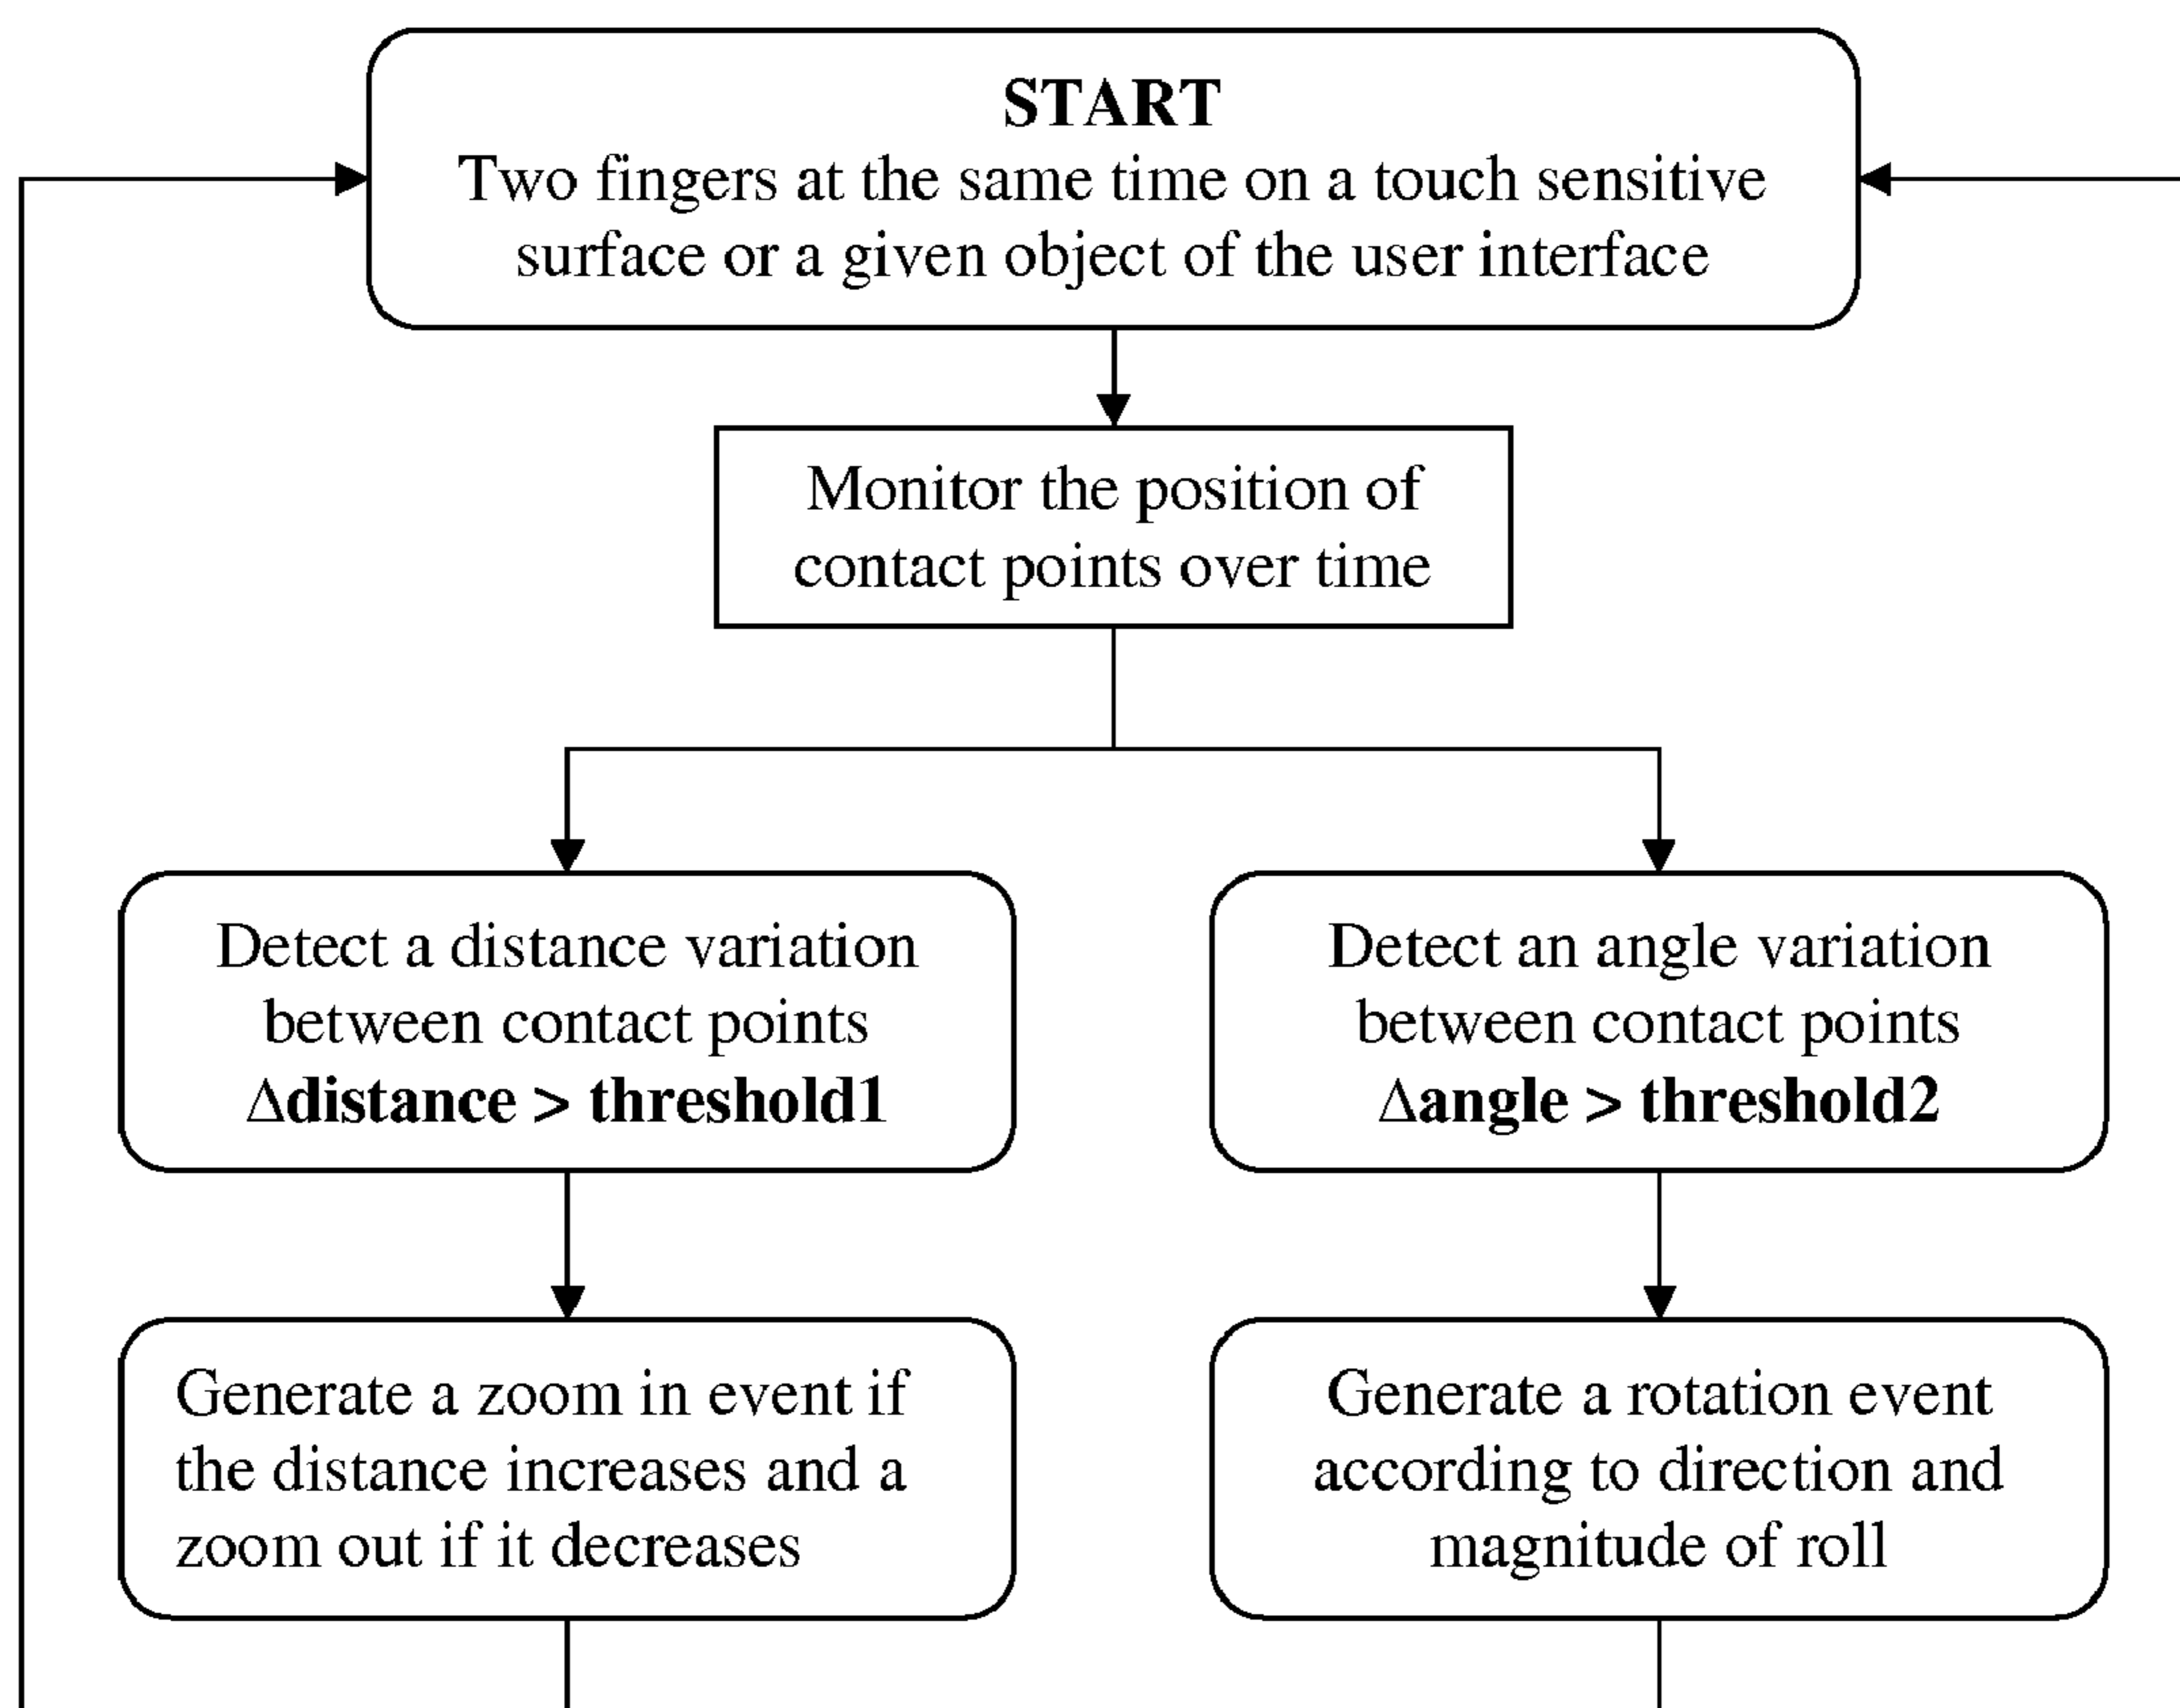 START
Two fingers at the same time on a touch sensitive
surface or a given object of the user interface
Monitor the position of
contact points over time
Detect a distance variation
between contact points
Δdistance > threshold1
Detect an angle variation
between contact points
Δangle > threshold2
Generate a zoom in event if
the distance increases and a
zoom out if it decreases
Generate a rotation event
according to direction and
magnitude of roll